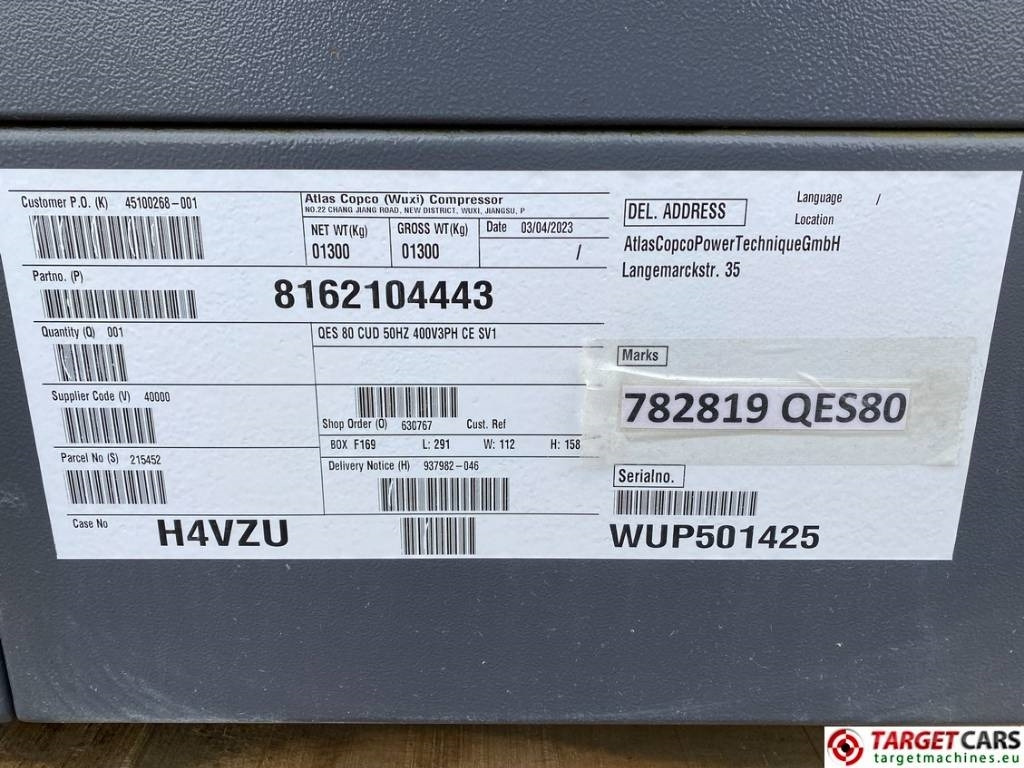 Customer P.O. (K) 45100268-001
Atlas Copco (Wuxi) Compressor
NO.22 CHANG JIANG ROAD, NEW DISTRICT, WUXI, JIANGSU, P
NET WT(Kg) GROSS WT(Kg) Date 03/04/2023
01300 01300 /
Partno. (P)
8162104443
Quantity (Q) 001
QES 80 CUD 50HZ 400V3PH CE SV1
Supplier Code (V) 40000
Shop Order (O) 630767 Cust. Ref
BOX F169 L: 291 W: 112 H: 158
Parcel No (S) 215452
Delivery Notice (H) 937982-046
Case No H4VZU
Language /
Location
DEL. ADDRESS
AtlasCopcoPowerTechniqueGmbH
Langemarckstr. 35
Marks
782819 QES80
Serialno.
WUP501425
TARGETCARS
targetmachines.eu